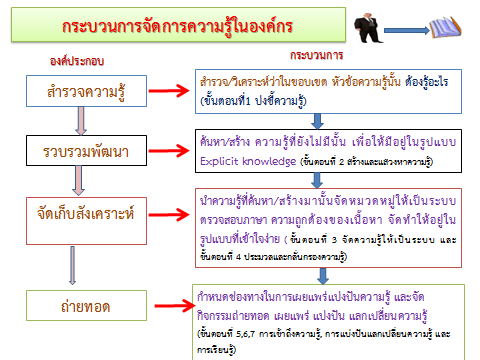 กระบวนการจัดการความรู้ในองค์กร
องค์ประกอบ
กระบวนการ
สำรวจความรู้
สำรวจ/วิเคราะห์ว่าในขอบเขต หัวข้อความรู้นั้น ต้องรู้อะไร
(ขั้นตอนที่1 บ่งชี้ความรู้)
รวบรวมพัฒนา
ค้นหา/สร้าง ความรู้ที่ยังไม่มีนั้น เพื่อให้มีอยู่ในรูปแบบ
Explicit knowledge (ขั้นตอนที่ 2 สร้างและแสวงหาความรู้)
จัดเก็บสังเคราะห์
นำความรู้ที่ค้นหา/สร้างมานั้นจัดหมวดหมู่ให้เป็นระบบ
ตรวจสอบภาษา ความถูกต้องของเนื้อหา จัดทำให้อยู่ใน
รูปแบบที่เข้าใจง่าย ( ขั้นตอนที่ 3 จัดความรู้ให้เป็นระบบ และ
ขั้นตอนที่ 4 ประมวลและกลั่นกรองความรู้)
ถ่ายทอด
กำหนดช่องทางในการเผยแพร่แบ่งปันความรู้ และจัด
กิจกรรมถ่ายทอด เผยแพร่ แบ่งปัน แลกเปลี่ยนความรู้
(ขั้นตอนที่ 5,6,7 การเข้าถึงความรู้, การแบ่งปันแลกเปลี่ยนความรู้ และ
การเรียนรู้)